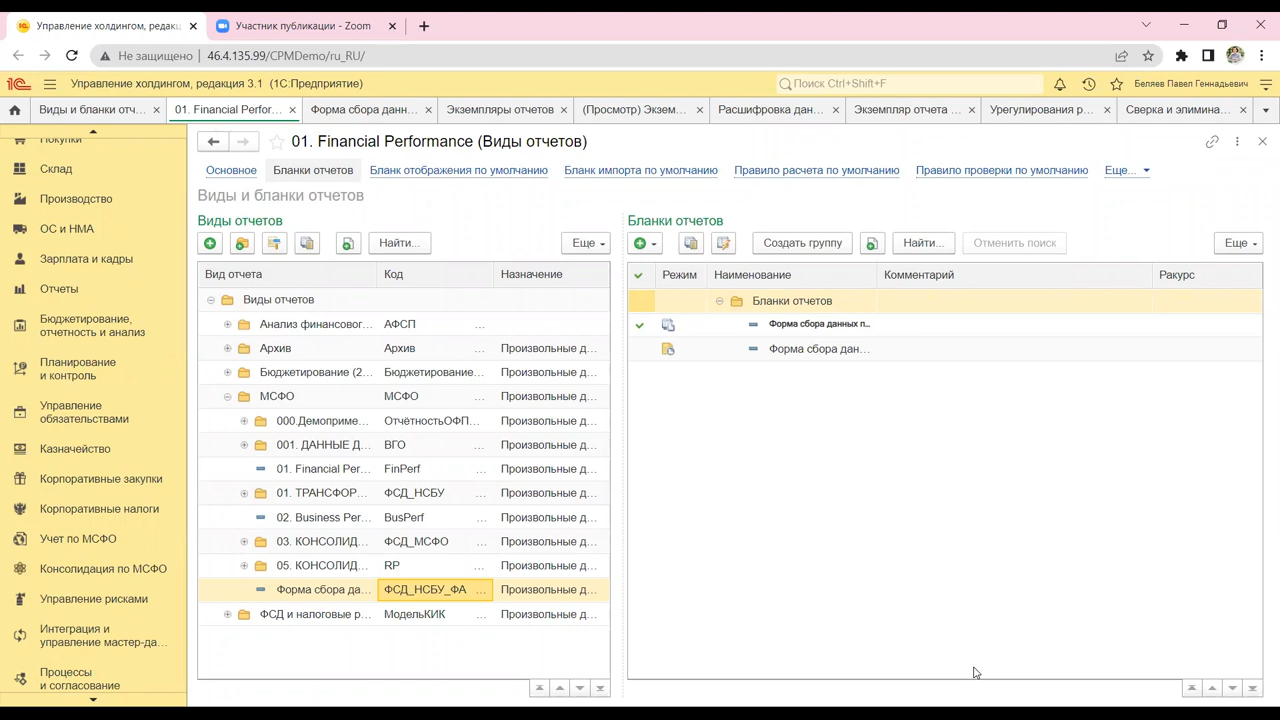 Управление холдингом, редакц
Участник публикации - Zoom
Не защищено
46.4.135.99/CPMDemo/ru_RU/
Управление холдингом, редакция 3.1 (1С:Предприятие)
Поиск Ctrl+Shift+F
Беляев Павел Геннадьевич
Виды и бланки отч...
01. Financial Perfor...
Форма сбора данн...
Экземпляры отчетов
(Просмотр) Экзем...
Расшифровка дан...
Экземпляр отчета ...
Урегулирования р...
Сверка и элимина...
Покупки
Склад
Производство
ОС и НМА
Зарплата и кадры
Отчеты
Бюджетирование,
отчетность и анализ
Планирование
и контроль
Управление
обязательствами
Казначейство
Корпоративные закупки
Корпоративные налоги
Учет по МСФО
Консолидация по МСФО
Управление рисками
Интеграция и
управление мастер-да...
Процессы
и согласование
01. Financial Performance (Виды отчетов)
Основное
Бланки отчетов
Бланк отображения по умолчанию
Бланк импорта по умолчанию
Правило расчета по умолчанию
Правило проверки по умолчанию
Еще...
Виды и бланки отчетов
Виды отчетов
Найти...
Еще
Вид отчета Код Назначение
Виды отчетов
Анализ финансовог... АФСП ...
Архив Архив ... Произвольные д...
Бюджетирование (2... Бюджетирование... Произвольные д...
МСФО МСФО ... Произвольные д...
000.Демоприме... ОтчётностьОФП... Произвольные д...
001. ДАННЫЕ Д... ВГО ... Произвольные д...
01. Financial Per... FinPerf ... Произвольные д...
01. ТРАНСФОР... ФСД_НСБУ ... Произвольные д...
02. Business Per... BusPerf ... Произвольные д...
03. КОНСОЛИД... ФСД_МСФО ... Произвольные д...
05. КОНСОЛИД... RP ... Произвольные д...
Форма сбора да... ФСД_НСБУ_ФА ... Произвольные д...
ФСД и налоговые р... МодельКИК ... Произвольные д...
Бланки отчетов
Создать группу
Найти...
Отменить поиск
Еще
Режим Наименование Комментарий Ракурс
Бланки отчетов
Форма сбора данных п...
Форма сбора дан...